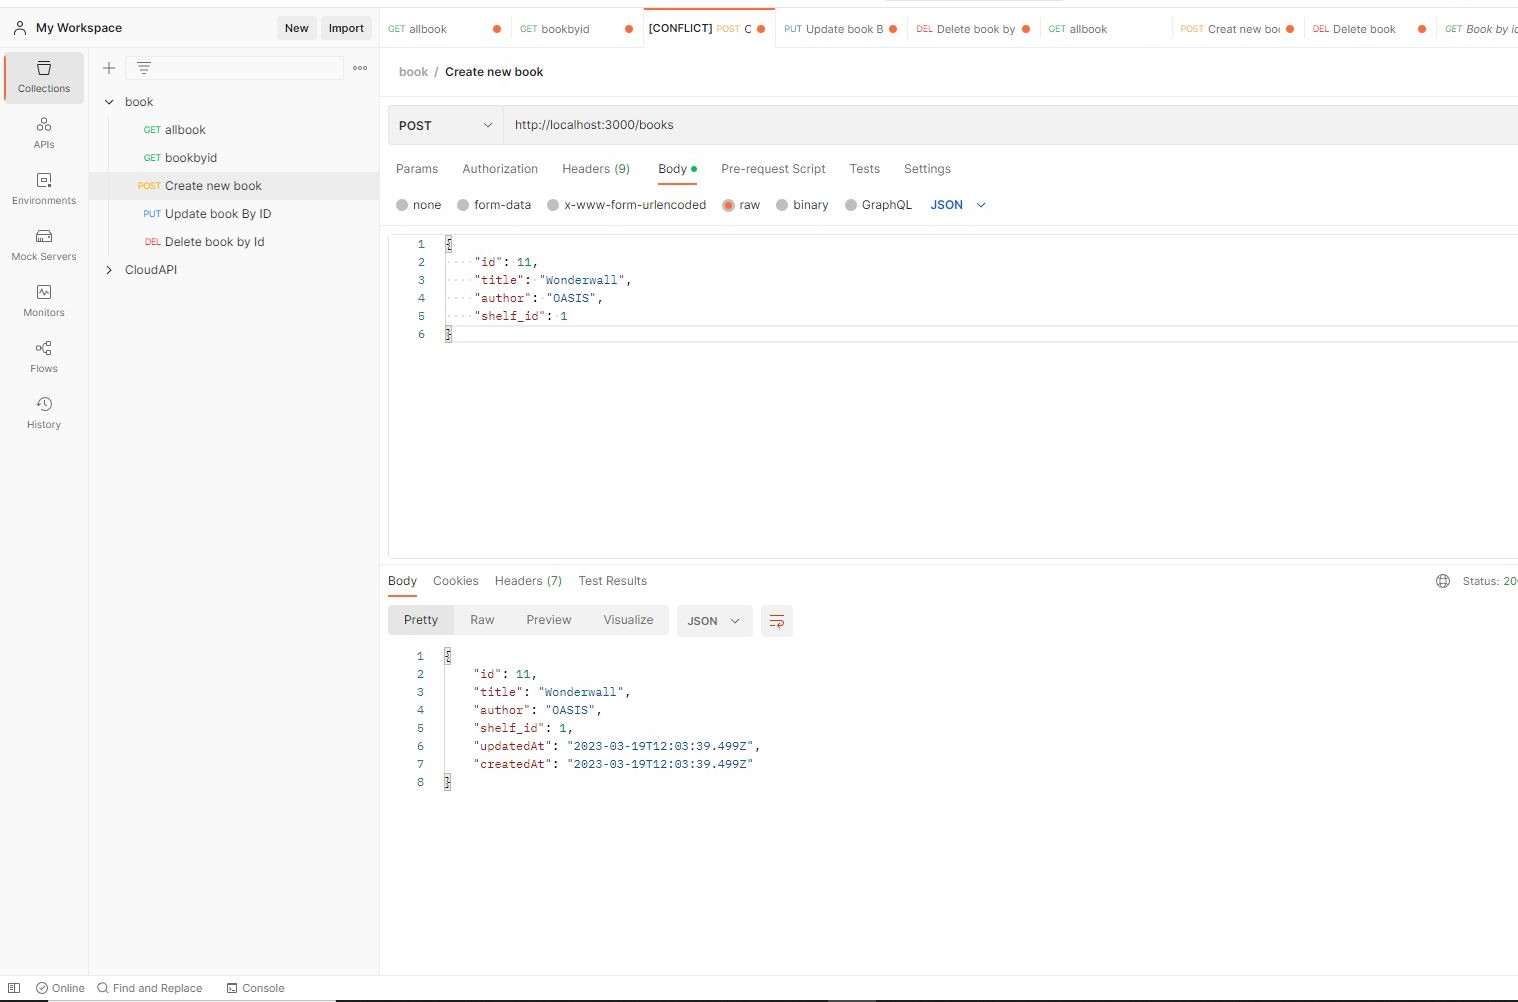 My Workspace
New
Import
GET allbook
GET bookbyid
[CONFLICT] POST C
PUT Update book B
DEL Delete book by
GET allbook
POST Creat new boo
DEL Delete book
GET Book by id
Collections
APIs
Environments
Mock Servers
Monitors
Flows
History
book
GET allbook
GET bookbyid
POST Create new book
PUT Update book By ID
DEL Delete book by Id
CloudAPI
book / Create new book
POST
http://localhost:3000/books
Params Authorization Headers (9) Body Pre-request Script Tests Settings
none form-data x-www-form-urlencoded raw binary GraphQL JSON
1 {
2 "id": 11,
3 "title": "Wonderwall",
4 "author": "OASIS",
5 "shelf_id": 1
6 }
Body Cookies Headers (7) Test Results
Status: 20
Pretty Raw Preview Visualize JSON
1 {
2 "id": 11,
3 "title": "Wonderwall",
4 "author": "OASIS",
5 "shelf_id": 1,
6 "updatedAt": "2023-03-19T12:03:39.499Z",
7 "createdAt": "2023-03-19T12:03:39.499Z"
8 }
Online Find and Replace Console